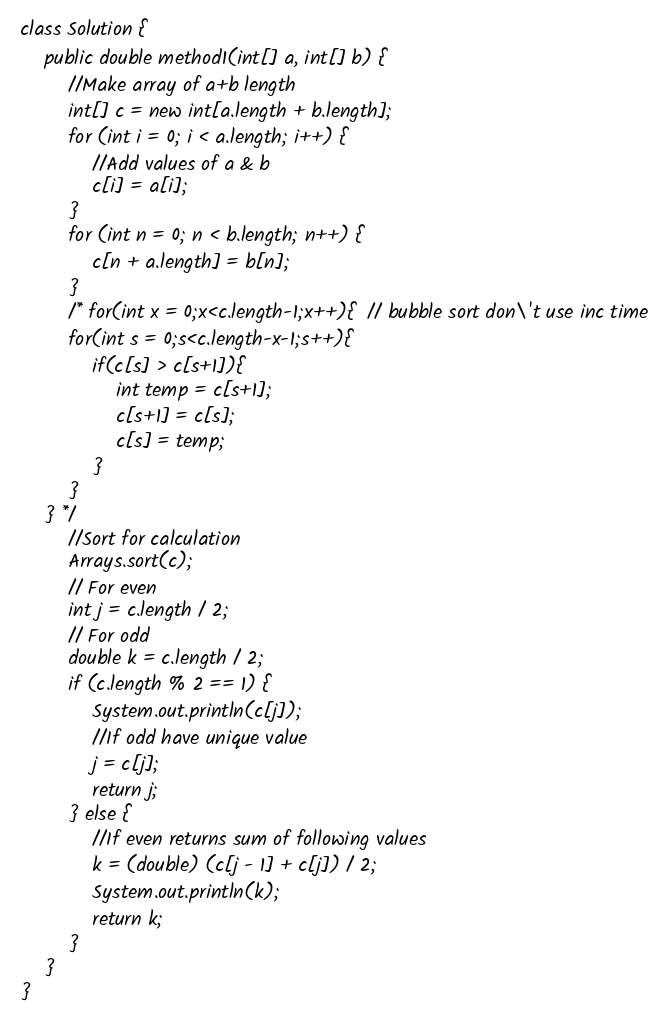 class Solution {
public double method1(int[] a, int[] b) {
//Make array of a+b length
int[] c = new int[a.length + b.length];
for (int i = 0; i < a.length; i++) {
//Add values of a & b
c[i] = a[i];
}
for (int n = 0; n < b.length; n++) {
c[n + a.length] = b[n];
}
/* for(int x = 0;x<c.length-1;x++){  // bubble sort don\'t use inc time
for(int s = 0;s<c.length-x-1;s++){
if(c[s] > c[s+1]){
int temp = c[s+1];
c[s+1] = c[s];
c[s] = temp;
}
}
} */
//Sort for calculation
Arrays.sort(c);
// For even
int j = c.length / 2;
// For odd
double k = c.length / 2;
if (c.length % 2 == 1) {
System.out.println(c[j]);
//If odd have unique value
j = c[j];
return j;
} else {
//If even returns sum of following values
k = (double) (c[j - 1] + c[j]) / 2;
System.out.println(k);
return k;
}
}
}